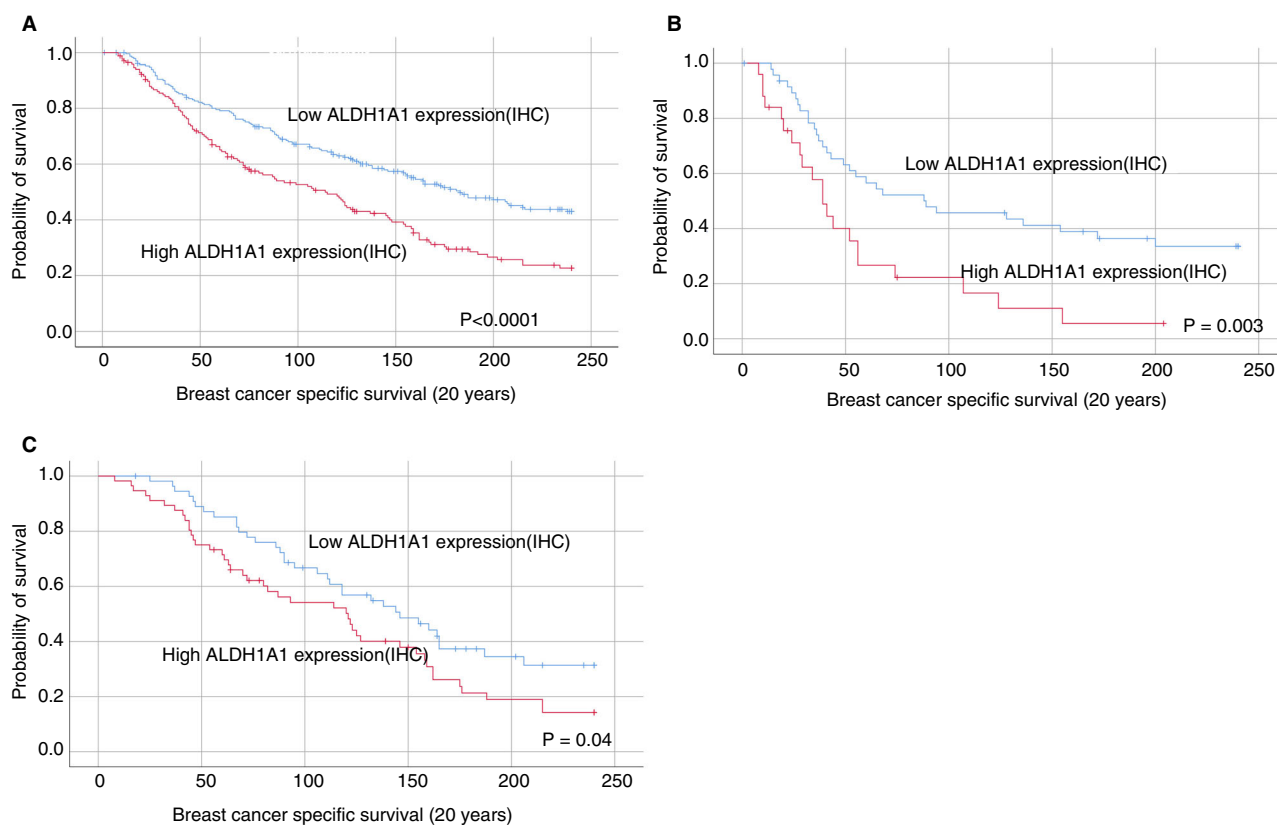 A
Probability of survival
1.0
0.8
0.6
0.4
0.2
0.0
Low ALDH1A1 expression(IHC)
High ALDH1A1 expression(IHC)
P<0.0001
0 50 100 150 200 250
Breast cancer specific survival (20 years)
B
Probability of survival
1.0
0.8
0.6
0.4
0.2
0.0
Low ALDH1A1 expression(IHC)
High ALDH1A1 expression(IHC)
P = 0.003
0 50 100 150 200 250
Breast cancer specific survival (20 years)
C
Probability of survival
1.0
0.8
0.6
0.4
0.2
0.0
Low ALDH1A1 expression(IHC)
High ALDH1A1 expression(IHC)
P = 0.04
0 50 100 150 200 250
Breast cancer specific survival (20 years)